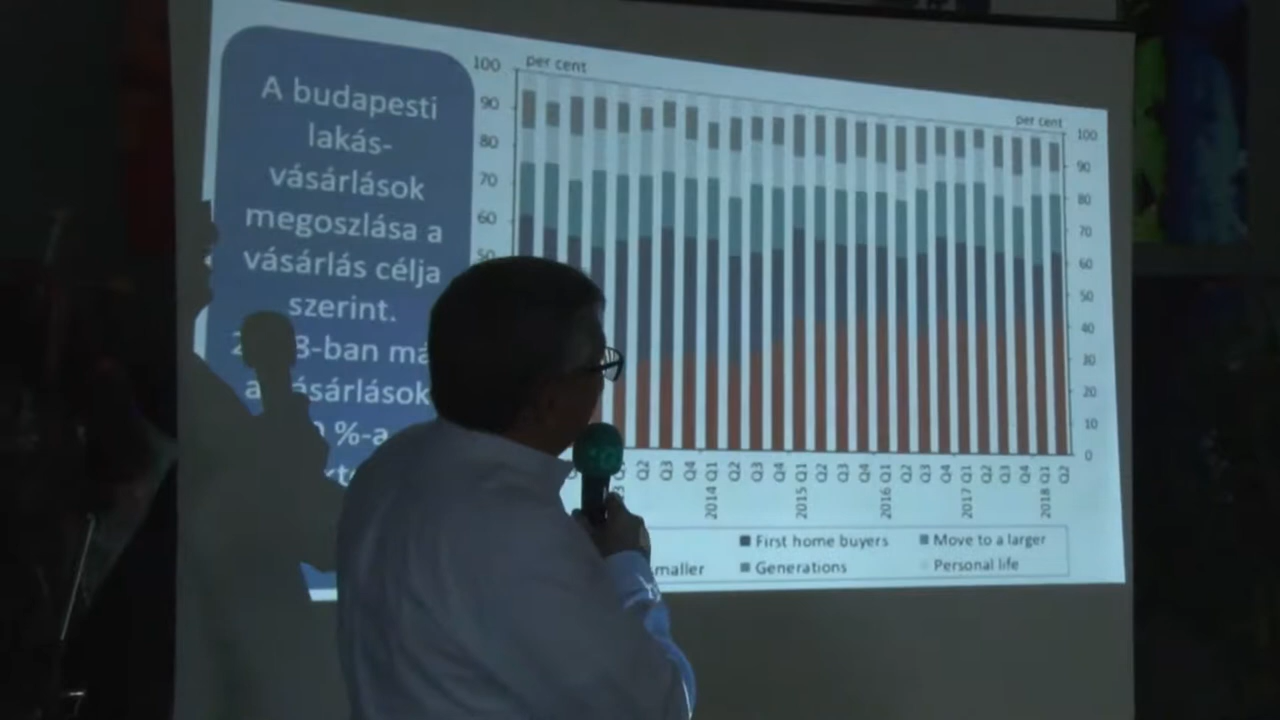 A budapesti
lakás-
vásárlások
megoszlása a
vásárlás célja
szerint.
8-ban
%-a
per cent
100
90
80
70
60
50
per cent
100
90
80
70
60
50
40
30
20
10
0
Q2
Q3
Q4
2014 Q1
Q2
Q3
Q4
2015 Q1
Q2
Q3
Q4
2016 Q1
Q2
Q3
Q4
2017 Q1
Q2
Q3
Q4
2018 Q1
Q2
First home buyers
Move to a larger
Generations
Personal life